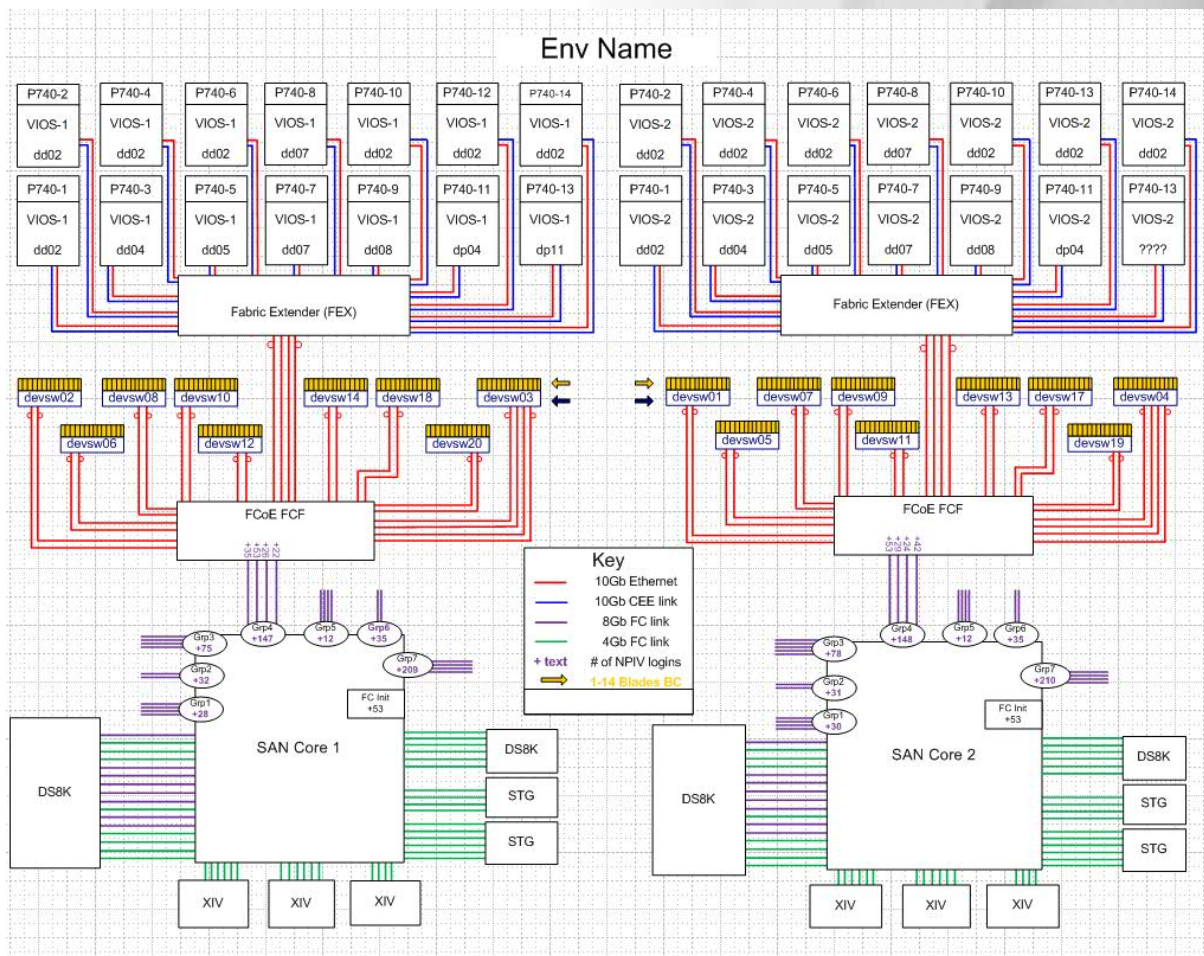 Env Name
P740-2 P740-4 P740-6 P740-8 P740-10 P740-12 P740-14
VIOS-1 VIOS-1 VIOS-1 VIOS-1 VIOS-1 VIOS-1 VIOS-1
dd02 dd02 dd02 dd07 dd02 dd02 dd02
P740-1 P740-3 P740-5 P740-7 P740-9 P740-11 P740-13
VIOS-1 VIOS-1 VIOS-1 VIOS-1 VIOS-1 VIOS-1 VIOS-1
dd02 dd04 dd05 dd07 dd08 dp04 dp11
Fabric Extender (FEX)
devsw02 devsw08 devsw10 devsw14 devsw18 devsw03
devsw06 devsw12 devsw20
FCoE FCF
+35 +53 +26 +22
Grp3
+75
Grp4
+147
Grp5
+12
Grp6
+35
Grp2
+32
Grp7
+209
Grp1
+28
FC Init
+53
SAN Core 1
DS8K
DS8K
STG
STG
XIV XIV XIV
P740-2 P740-4 P740-6 P740-8 P740-10 P740-13 P740-14
VIOS-2 VIOS-2 VIOS-2 VIOS-2 VIOS-2 VIOS-2 VIOS-2
dd02 dd02 dd02 dd07 dd02 dd02 dd02
P740-1 P740-3 P740-5 P740-7 P740-9 P740-11 P740-13
VIOS-2 VIOS-2 VIOS-2 VIOS-2 VIOS-2 VIOS-2 VIOS-2
dd02 dd04 dd05 dd07 dd08 dp04 ????
Fabric Extender (FEX)
devsw01 devsw07 devsw09 devsw13 devsw17 devsw04
devsw05 devsw11 devsw19
FCoE FCF
+53 +29 +24 +42
Grp3
+78
Grp4
+148
Grp5
+12
Grp6
+35
Grp2
+31
Grp7
+210
Grp1
+30
FC Init
+53
SAN Core 2
DS8K
DS8K
STG
STG
XIV XIV XIV
Key
10Gb Ethernet
10Gb CEE link
8Gb FC link
4Gb FC link
+ text # of NPIV logins
1-14 Blades BC